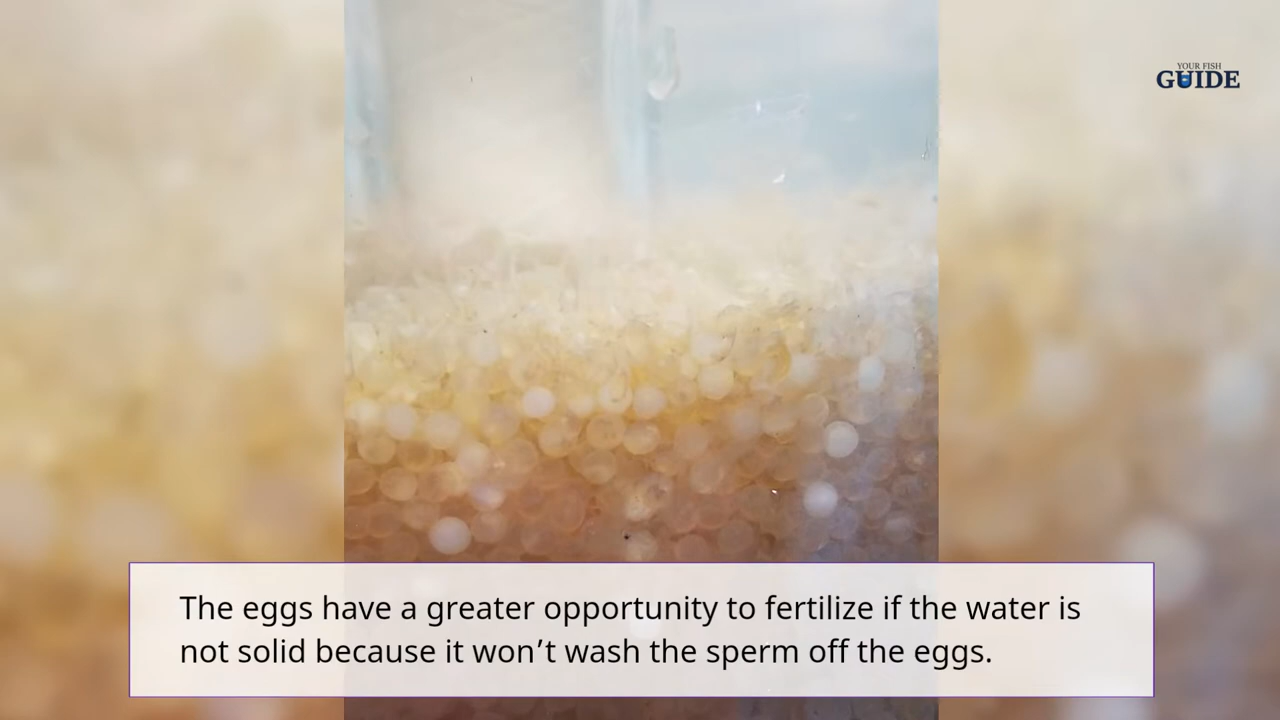 YOUR FISH
GUIDE
The eggs have a greater opportunity to fertilize if the water is
not solid because it won’t wash the sperm off the eggs.